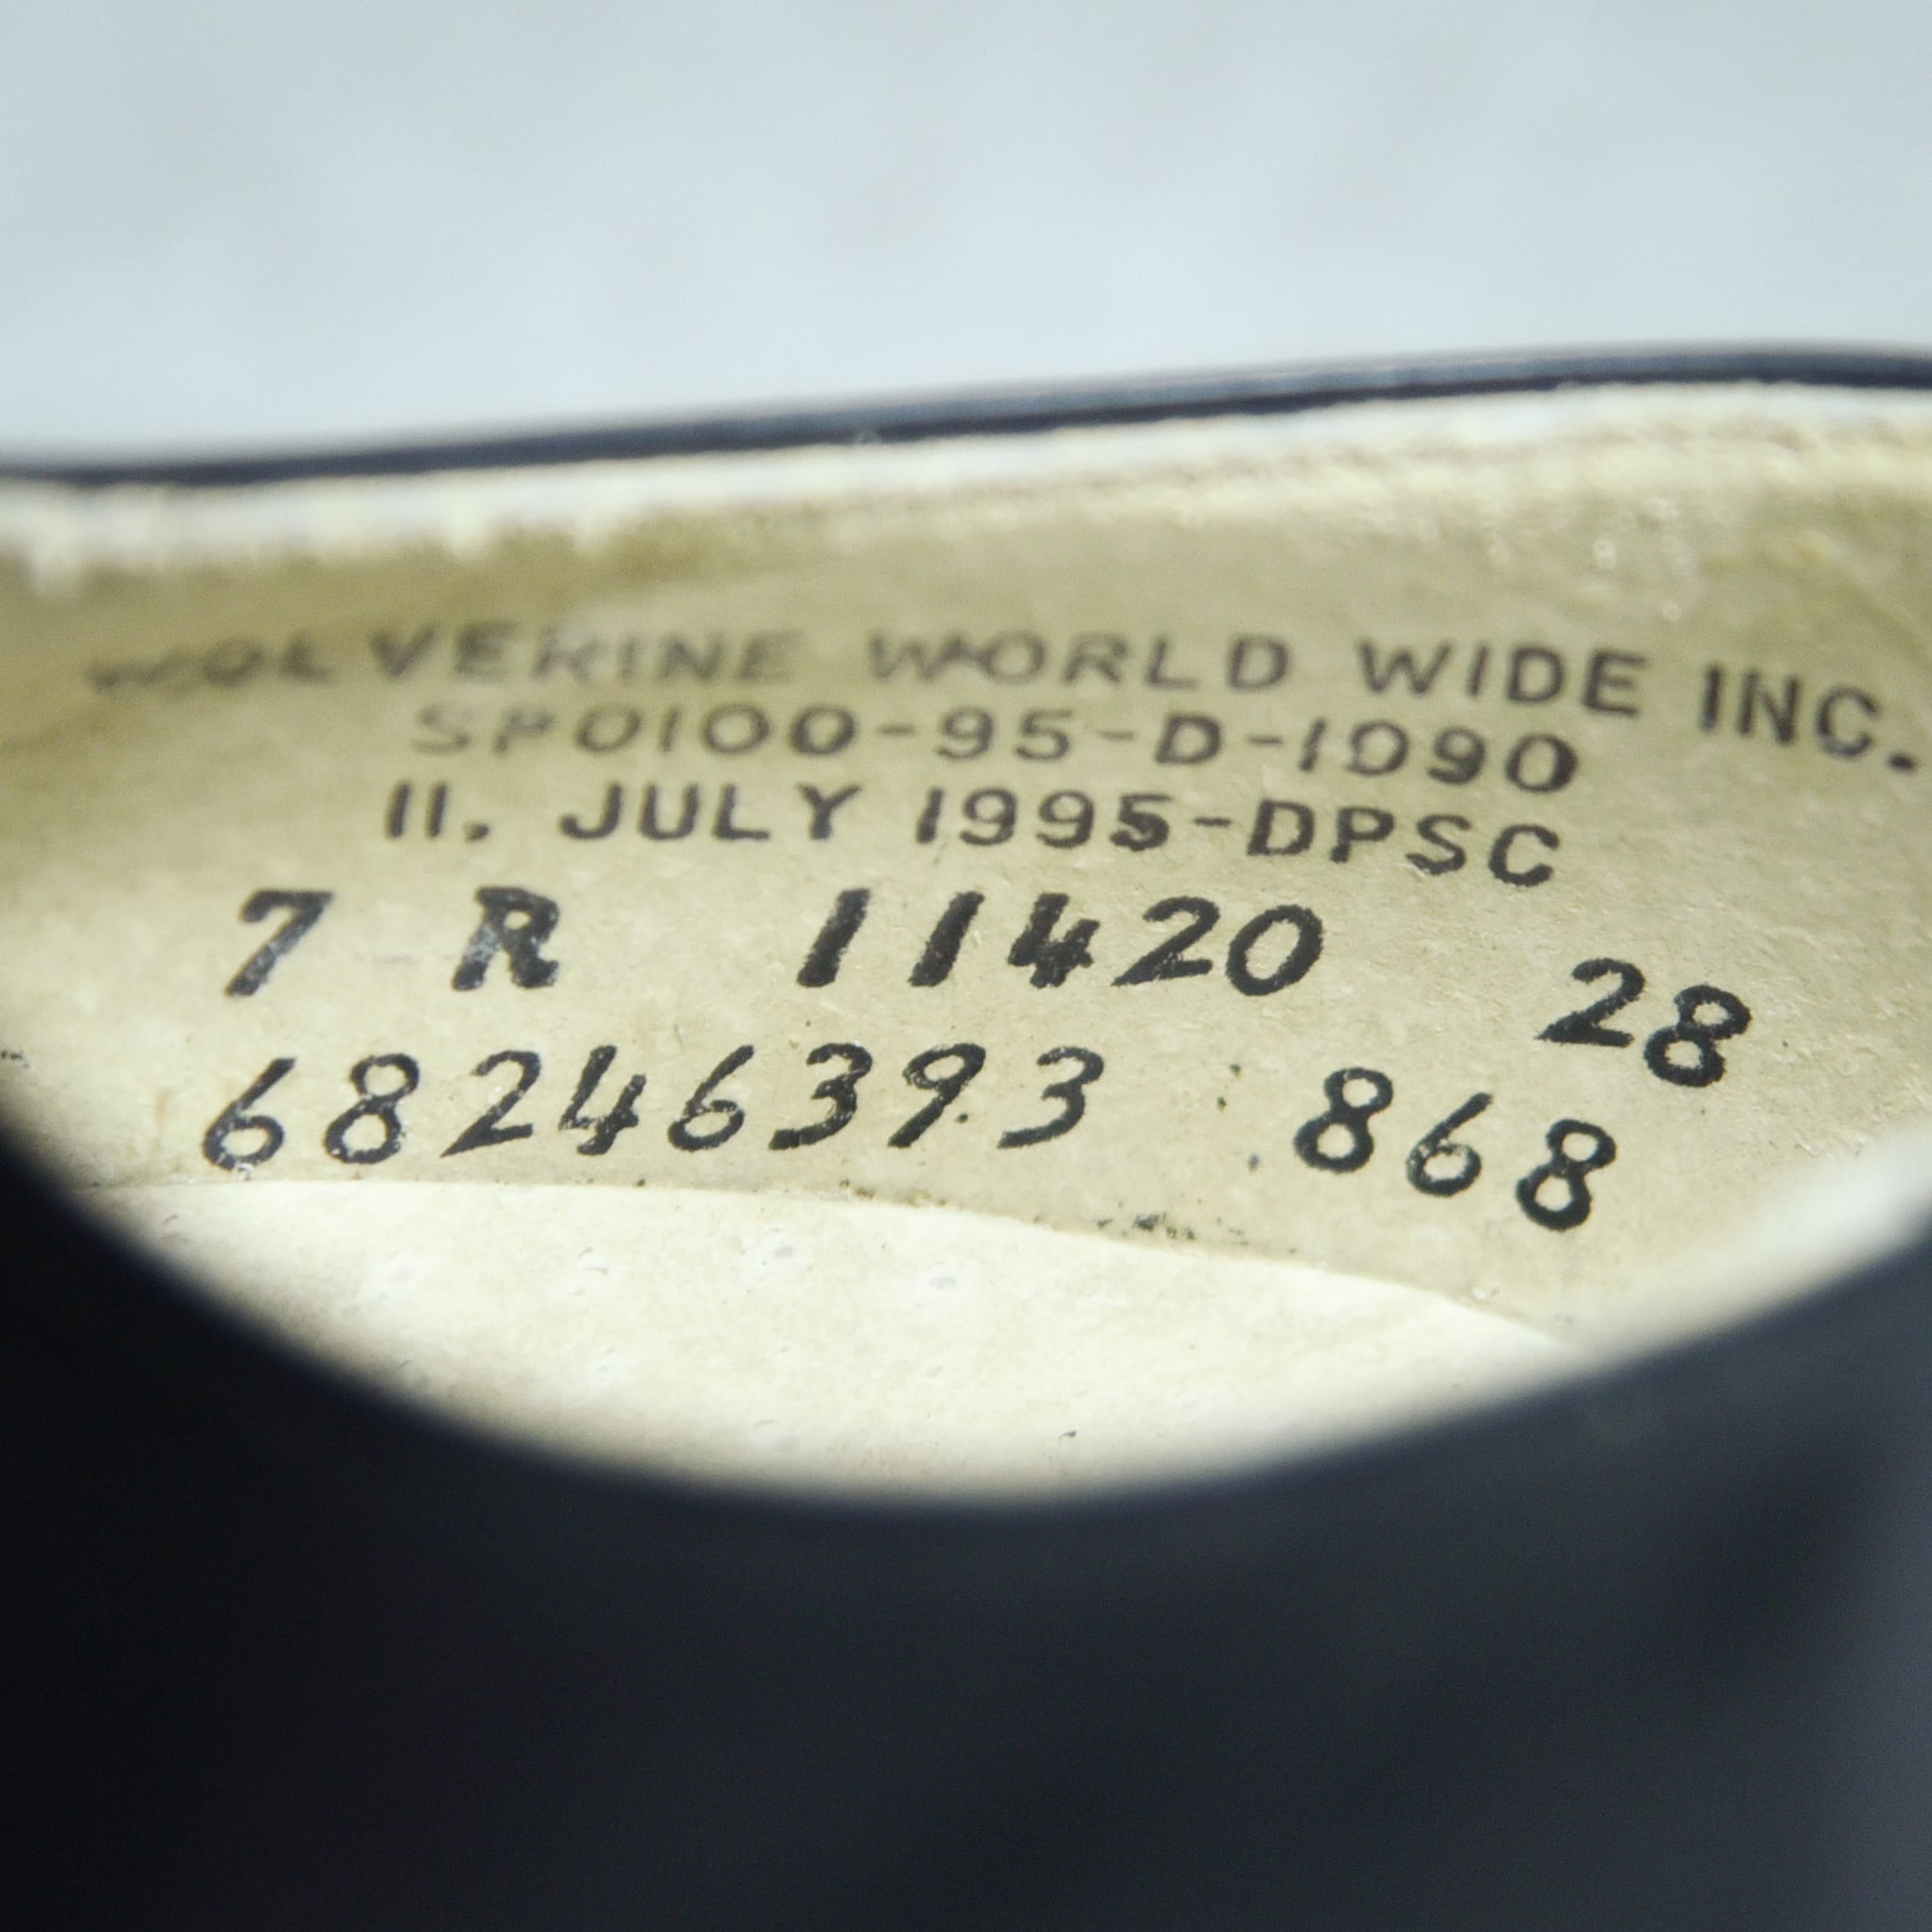 WOLVERINE WORLD WIDE INC.
SP0100-95-D-1090
11. JULY 1995-DPSC
7 R 11420 28
68246393 868